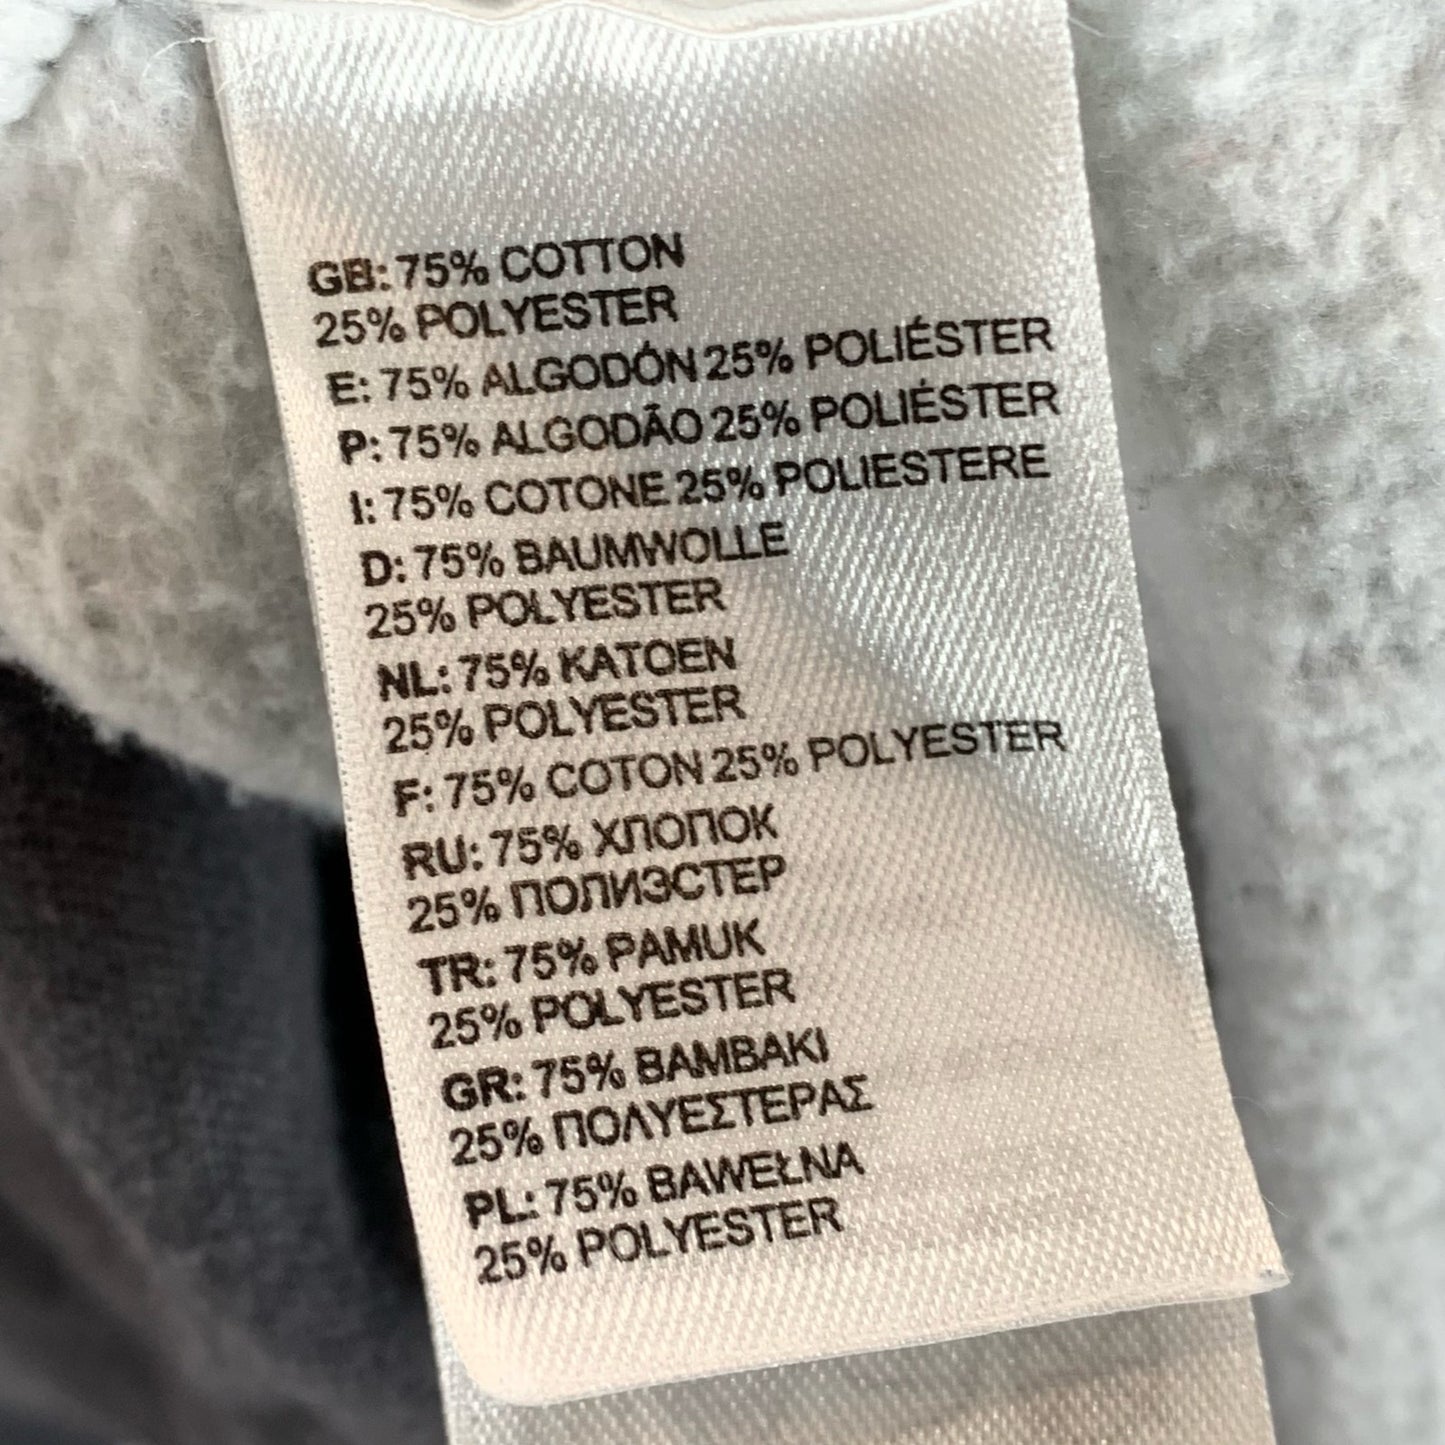 GB: 75% COTTON
25% POLYESTER
E: 75% ALGODÓN 25% POLIÉSTER
P: 75% ALGODÃO 25% POLIÉSTER
I: 75% COTONE 25% POLIESTERE
D: 75% BAUMWOLLE
25% POLYESTER
NL: 75% KATOEN
25% POLYESTER
F: 75% COTON 25% POLYESTER
RU: 75% ХЛОПОК
25% ПОЛИЭСТЕР
TR: 75% PAMUK
25% POLYESTER
GR: 75% ΒΑΜΒΑΚΙ
25% ΠΟΛΥΕΣΤΕΡΑΣ
PL: 75% BAWEŁNA
25% POLYESTER